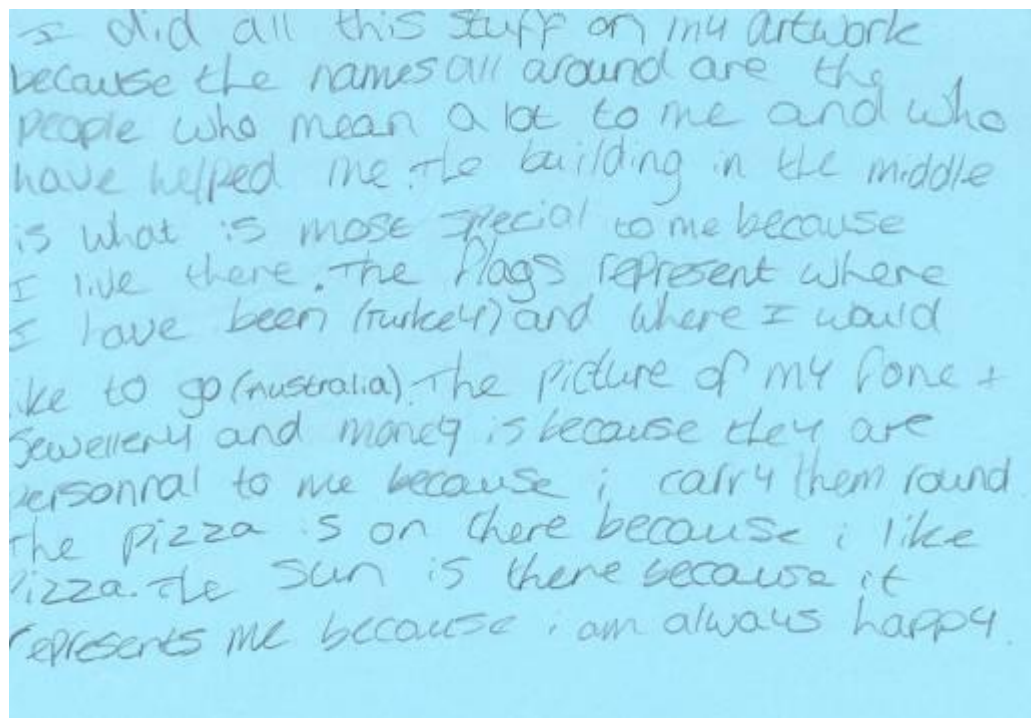 I did all this stuff on my artwork
because the names all around are the
people who mean a lot to me and who
have helped me. The building in the middle
is what is most special to me because
I live there. The flags represent where
I have been (Turkey) and where I would
like to go (Australia). The picture of my fone +
Jewellery and money is because they are
personnal to me because i carry them round.
The pizza is on there because i like
Pizza. The sun is there because it
represents me because i am always happy.